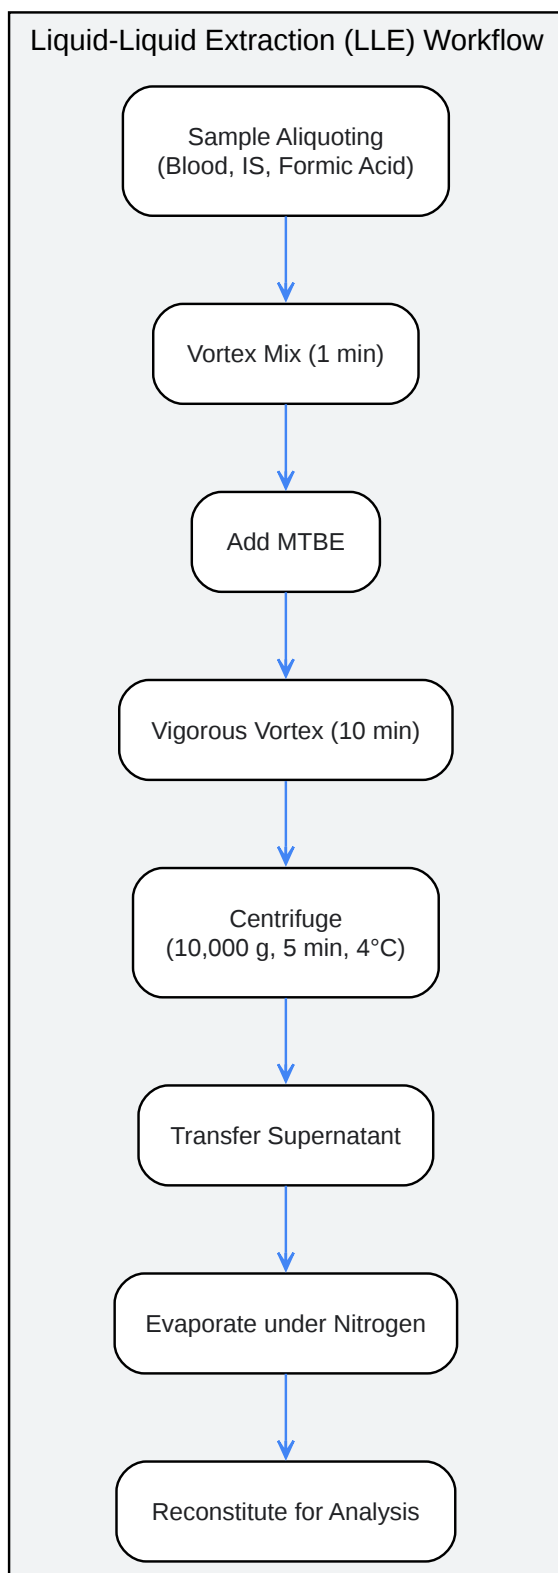 Liquid-Liquid Extraction (LLE) Workflow
Sample Aliquoting
(Blood, IS, Formic Acid)
Vortex Mix (1 min)
Add MTBE
Vigorous Vortex (10 min)
Centrifuge
(10,000 g, 5 min, 4°C)
Transfer Supernatant
Evaporate under Nitrogen
Reconstitute for Analysis